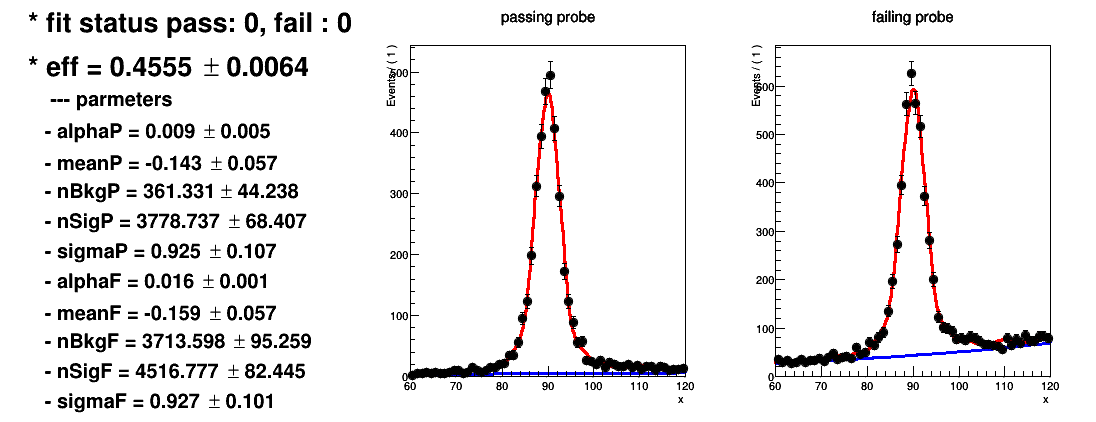 * fit status pass: 0, fail : 0
* eff = 0.4555 ± 0.0064
--- parmeters
- alphaP = 0.009 ± 0.005
- meanP = -0.143 ± 0.057
- nBkgP = 361.331 ± 44.238
- nSigP = 3778.737 ± 68.407
- sigmaP = 0.925 ± 0.107
- alphaF = 0.016 ± 0.001
- meanF = -0.159 ± 0.057
- nBkgF = 3713.598 ± 95.259
- nSigF = 4516.777 ± 82.445
- sigmaF = 0.927 ± 0.101
passing probe
Events / ( 1 )
500
400
300
200
100
0
60 70 80 90 100 110 120
x
failing probe
Events / ( 1 )
600
500
400
300
200
100
0
60 70 80 90 100 110 120
x